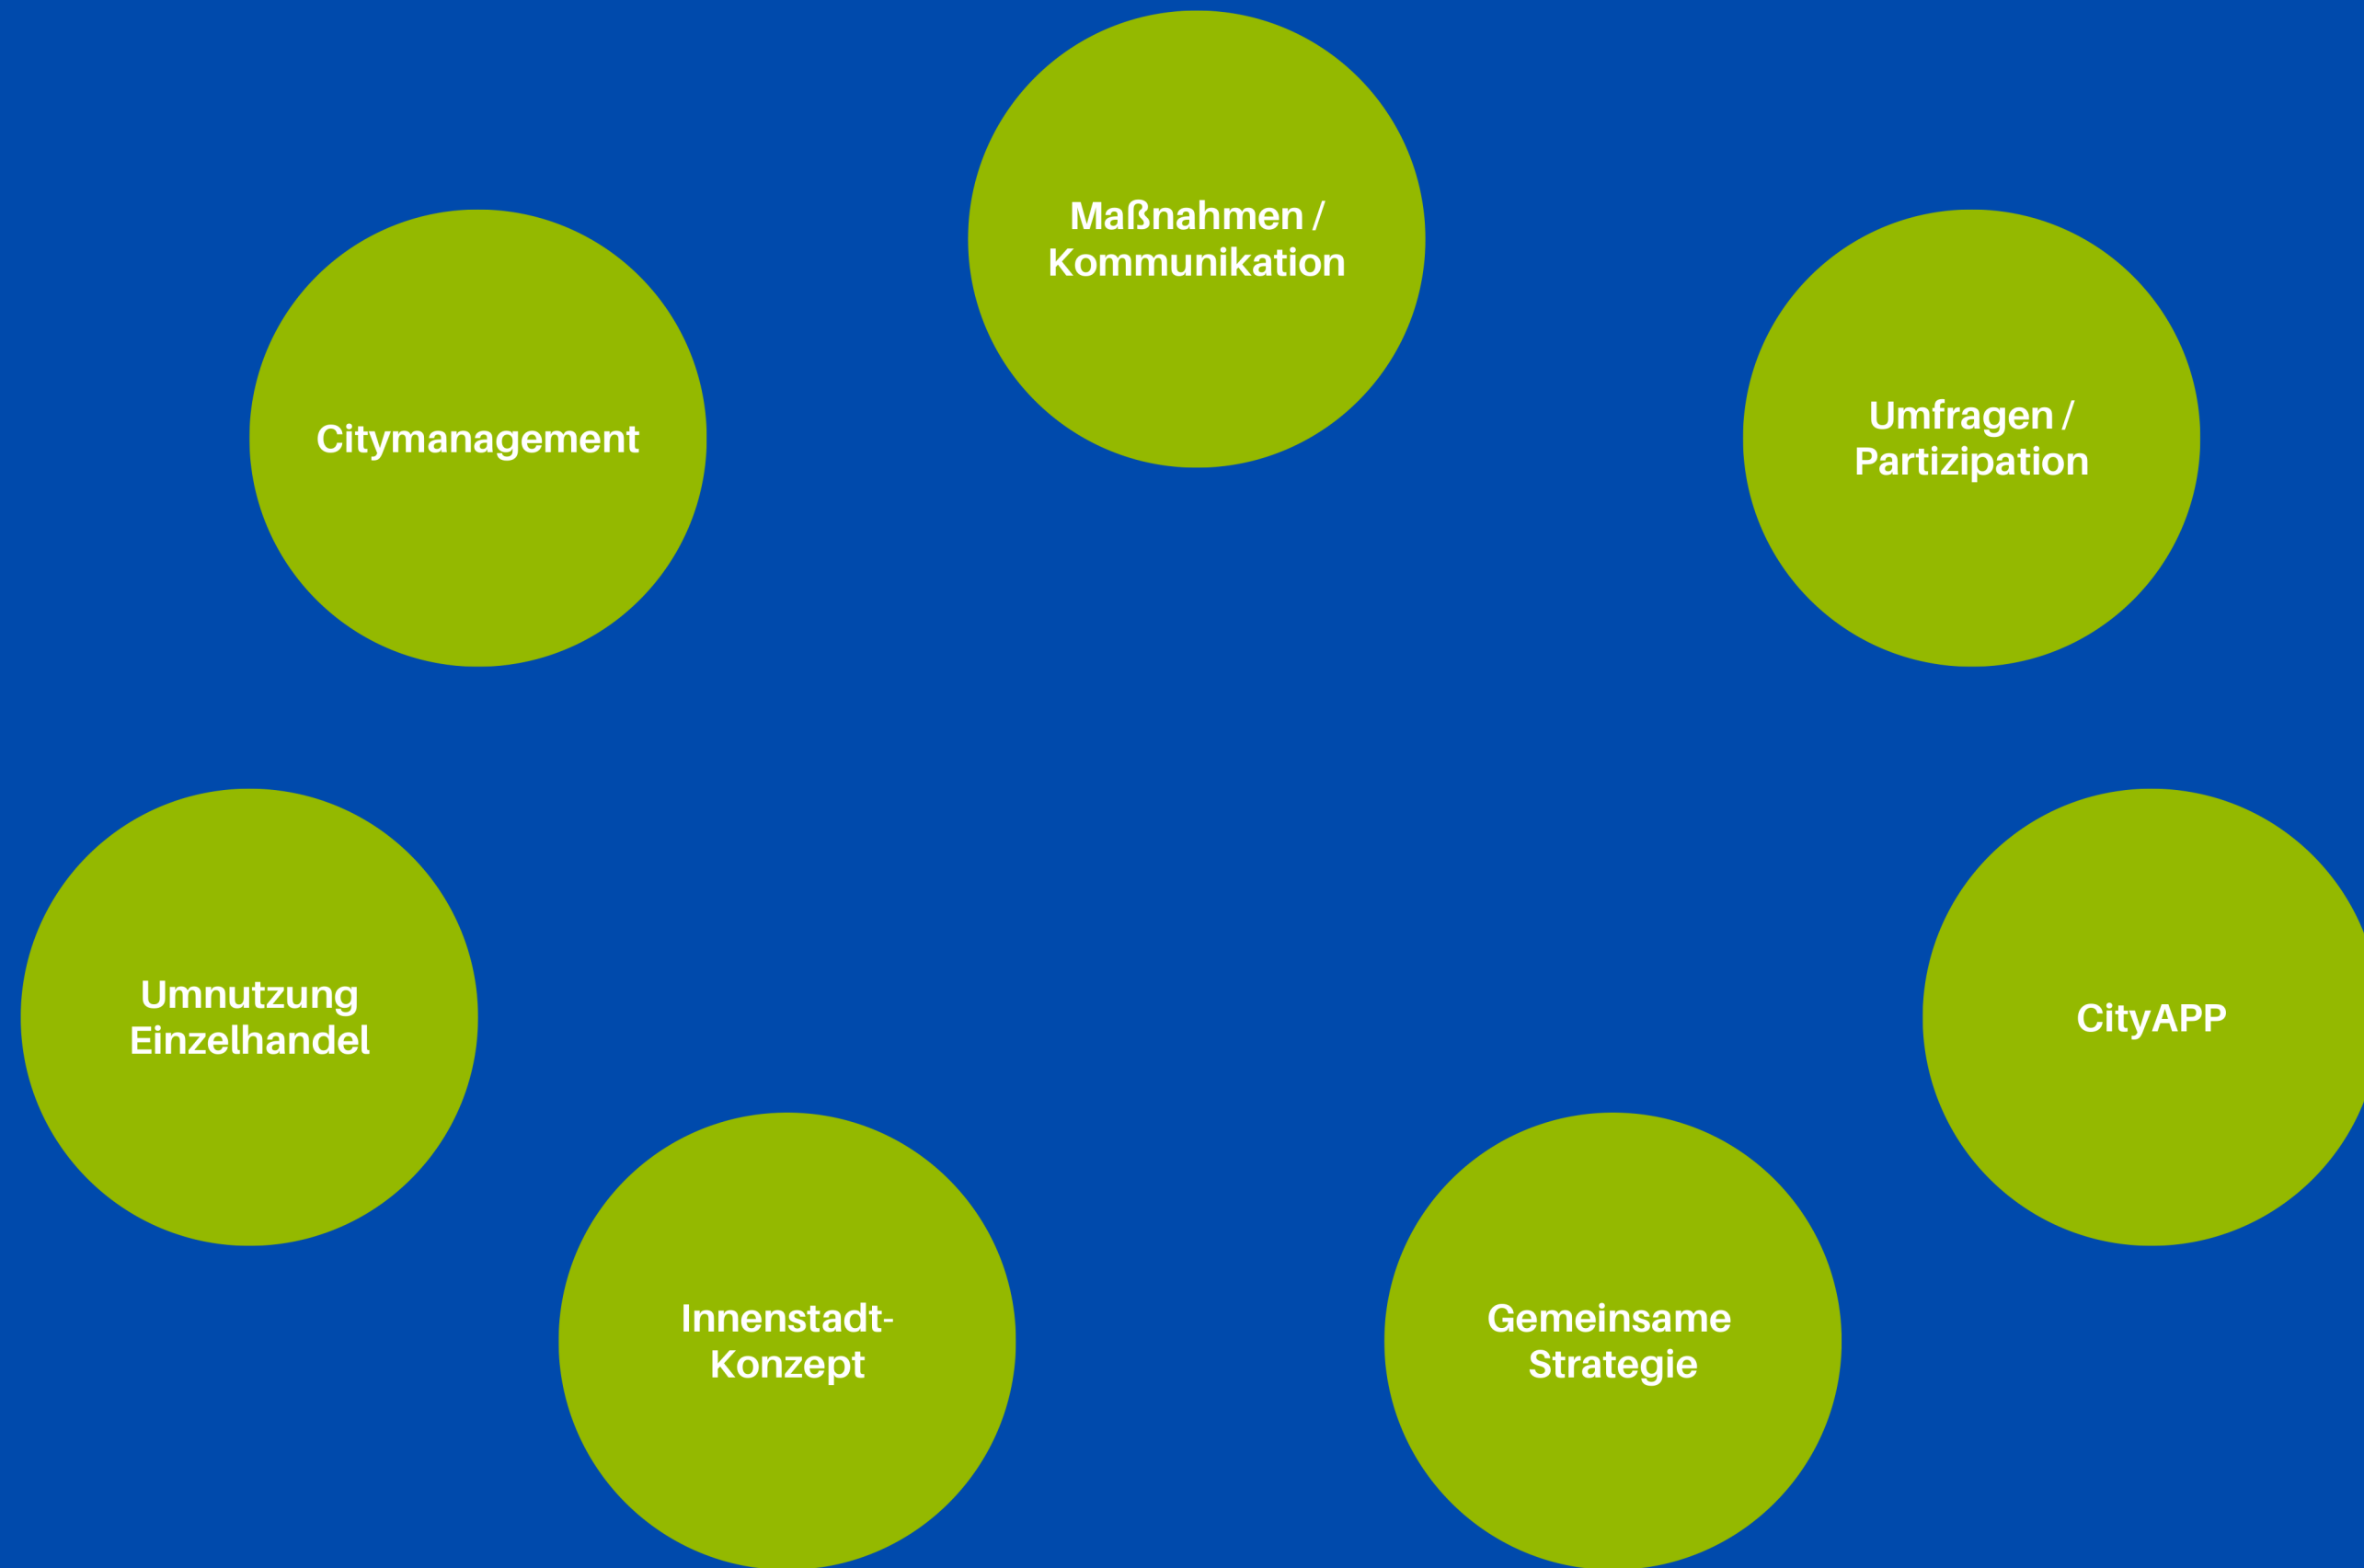 Maßnahmen /
Kommunikation
Citymanagement
Umfragen /
Partizipation
Umnutzung
Einzelhandel
CityAPP
Innenstadt-
Konzept
Gemeinsame
Strategie